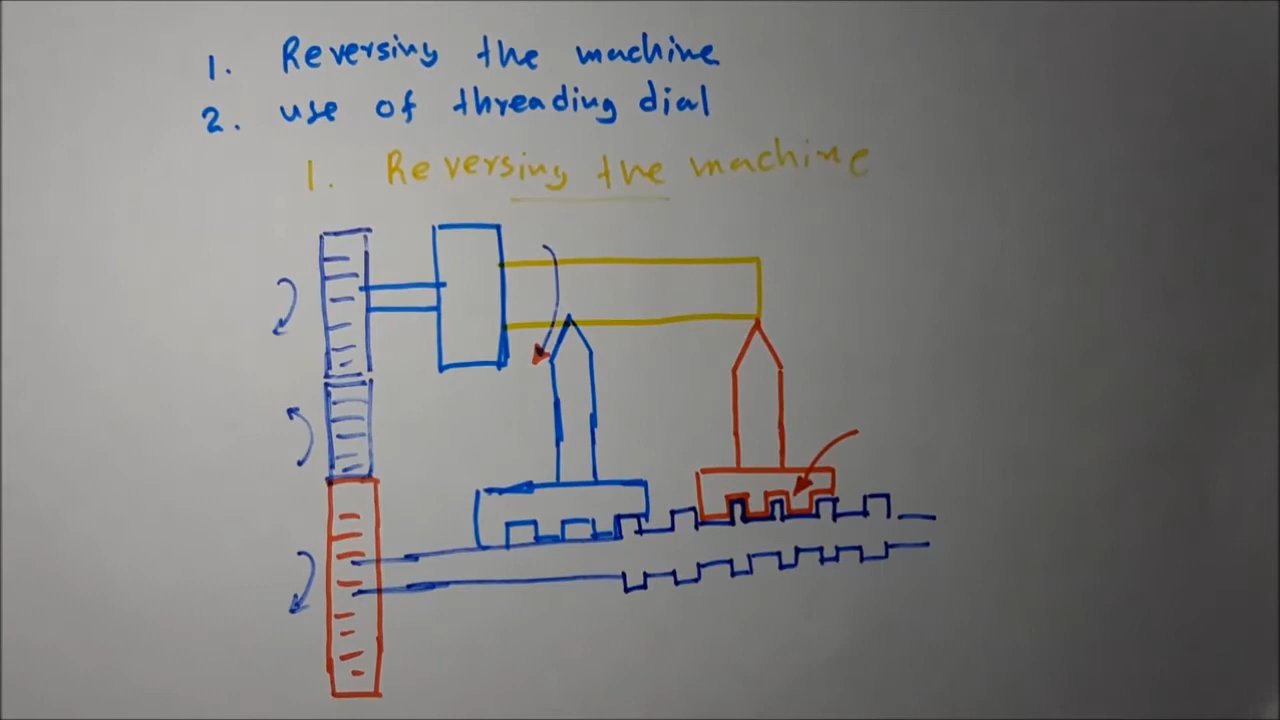 1. Reversing the machine
2. use of threading dial
1. Reversing the machine